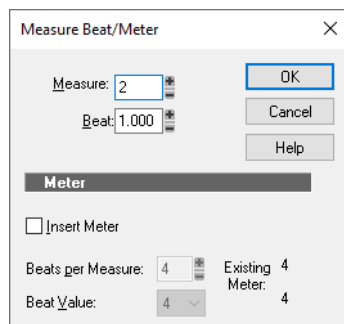 Measure Beat/Meter
Measure: 2
OK
Beat: 1.000
Cancel
Help
Meter
Insert Meter
Beats per Measure: 4
Existing Meter: 4
Beat Value: 4
4